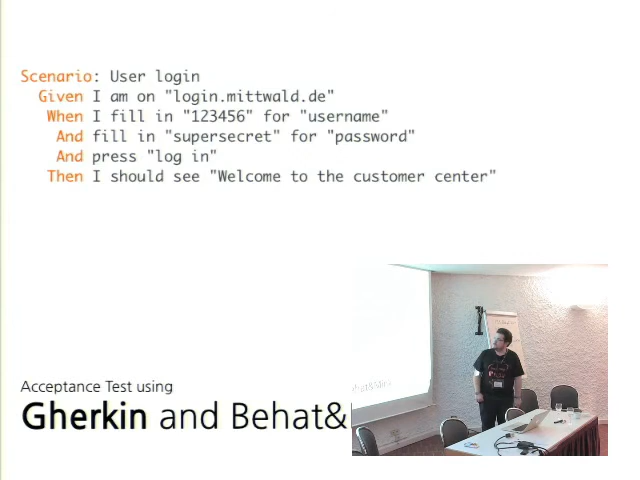 Scenario: User login
Given I am on "login.mittwald.de"
When I fill in "123456" for "username"
And fill in "supersecret" for "password"
And press "log in"
Then I should see "Welcome to the customer center"
Acceptance Test using
Gherkin and Behat&